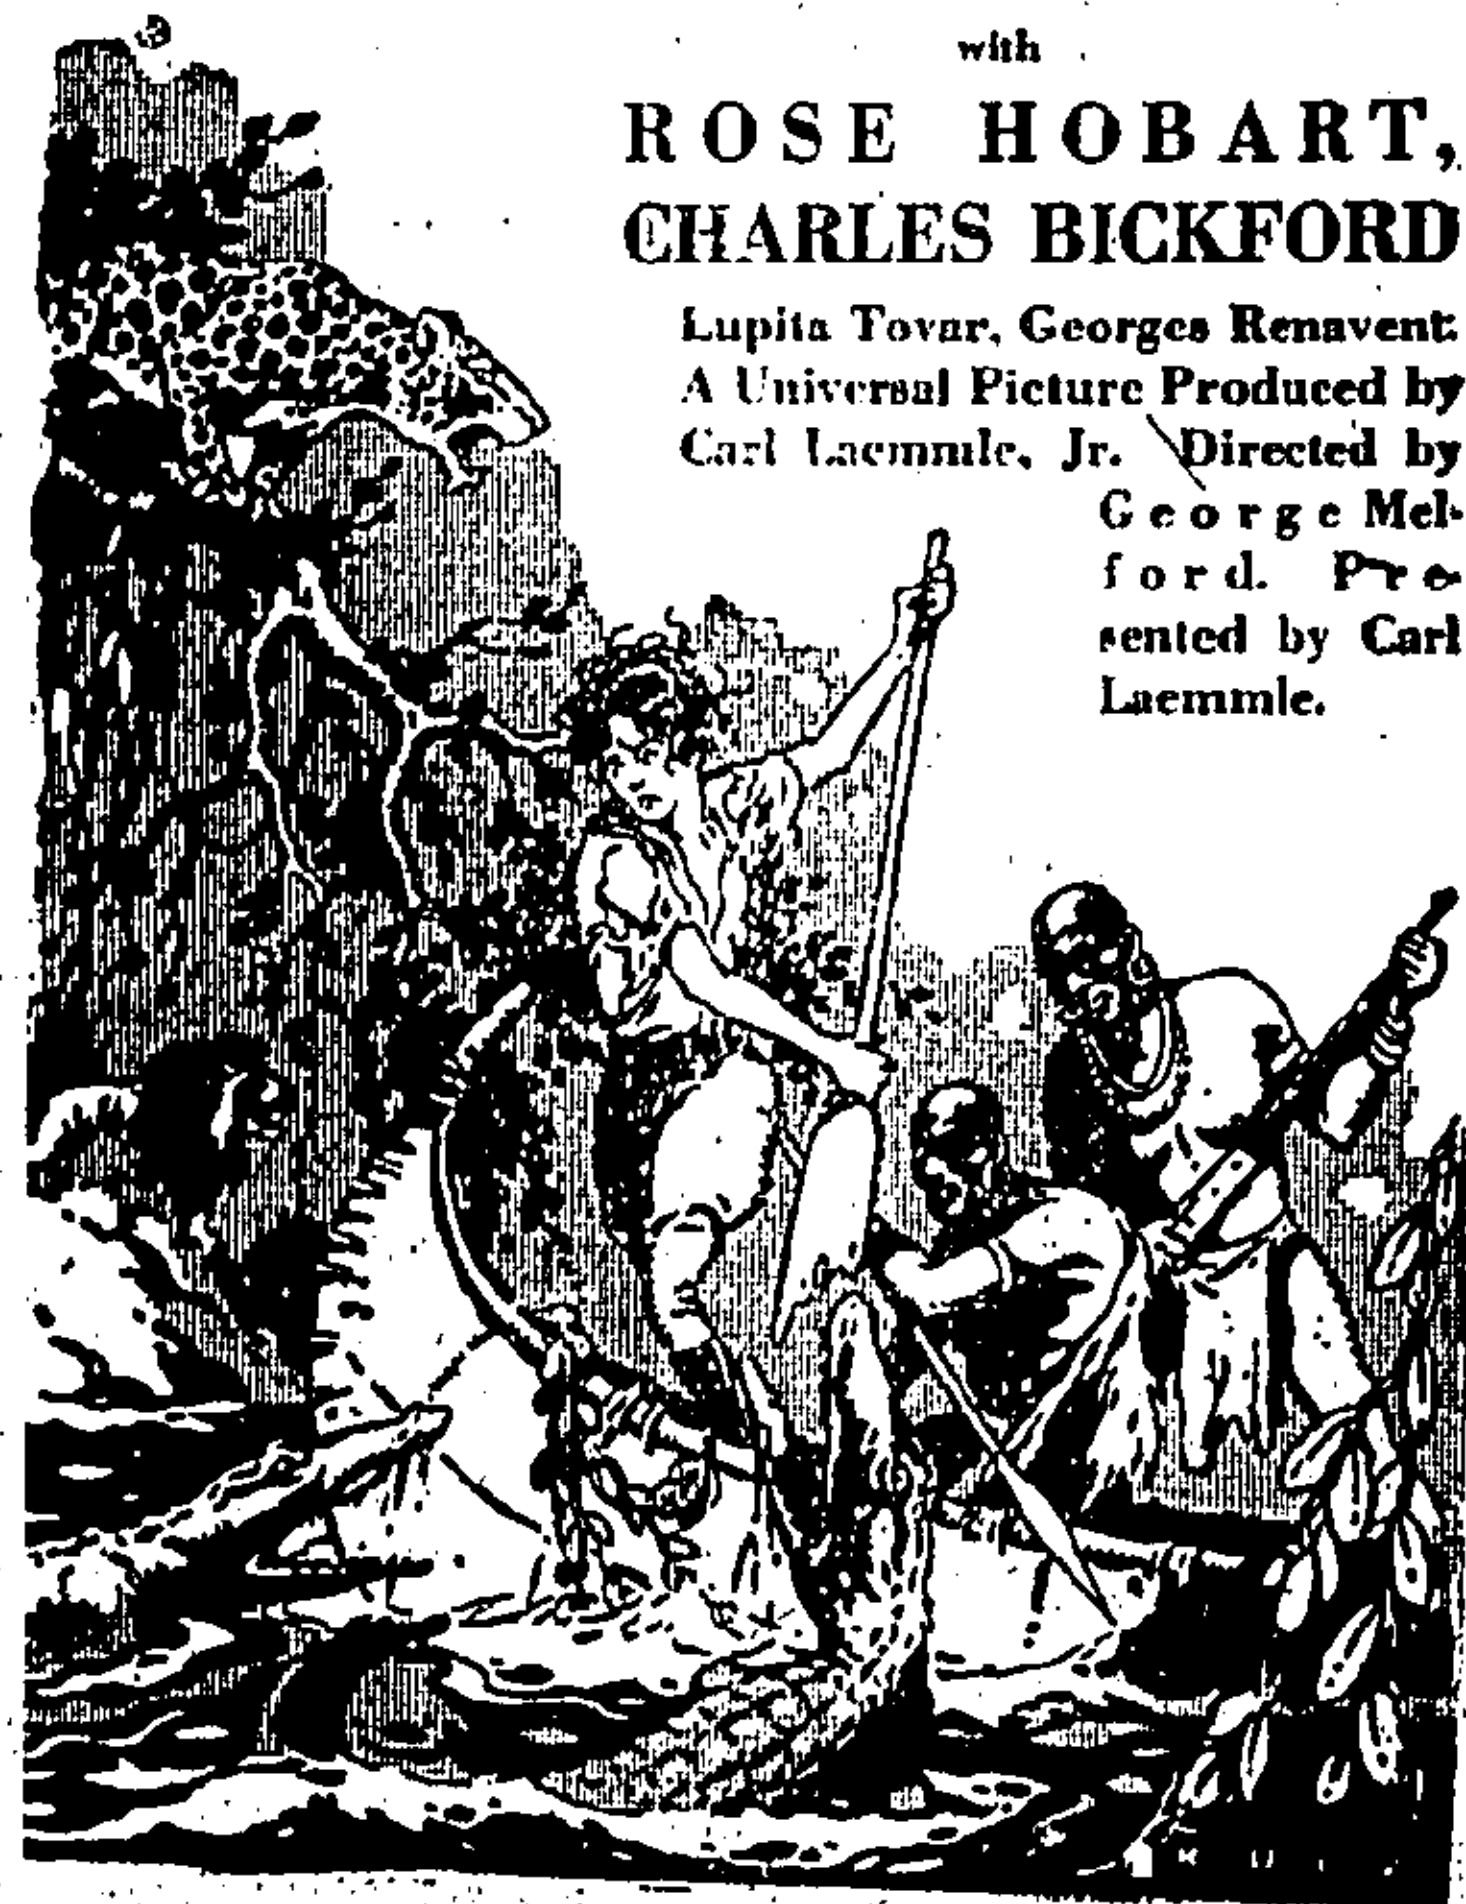 with
ROSE HOBART,
CHARLES BICKFORD
Lupita Tovar, Georges Renavent
A Universal Picture Produced by
Carl Laemmle, Jr. Directed by
George Mel-
ford. Pre-
sented by Carl
Laemmle.